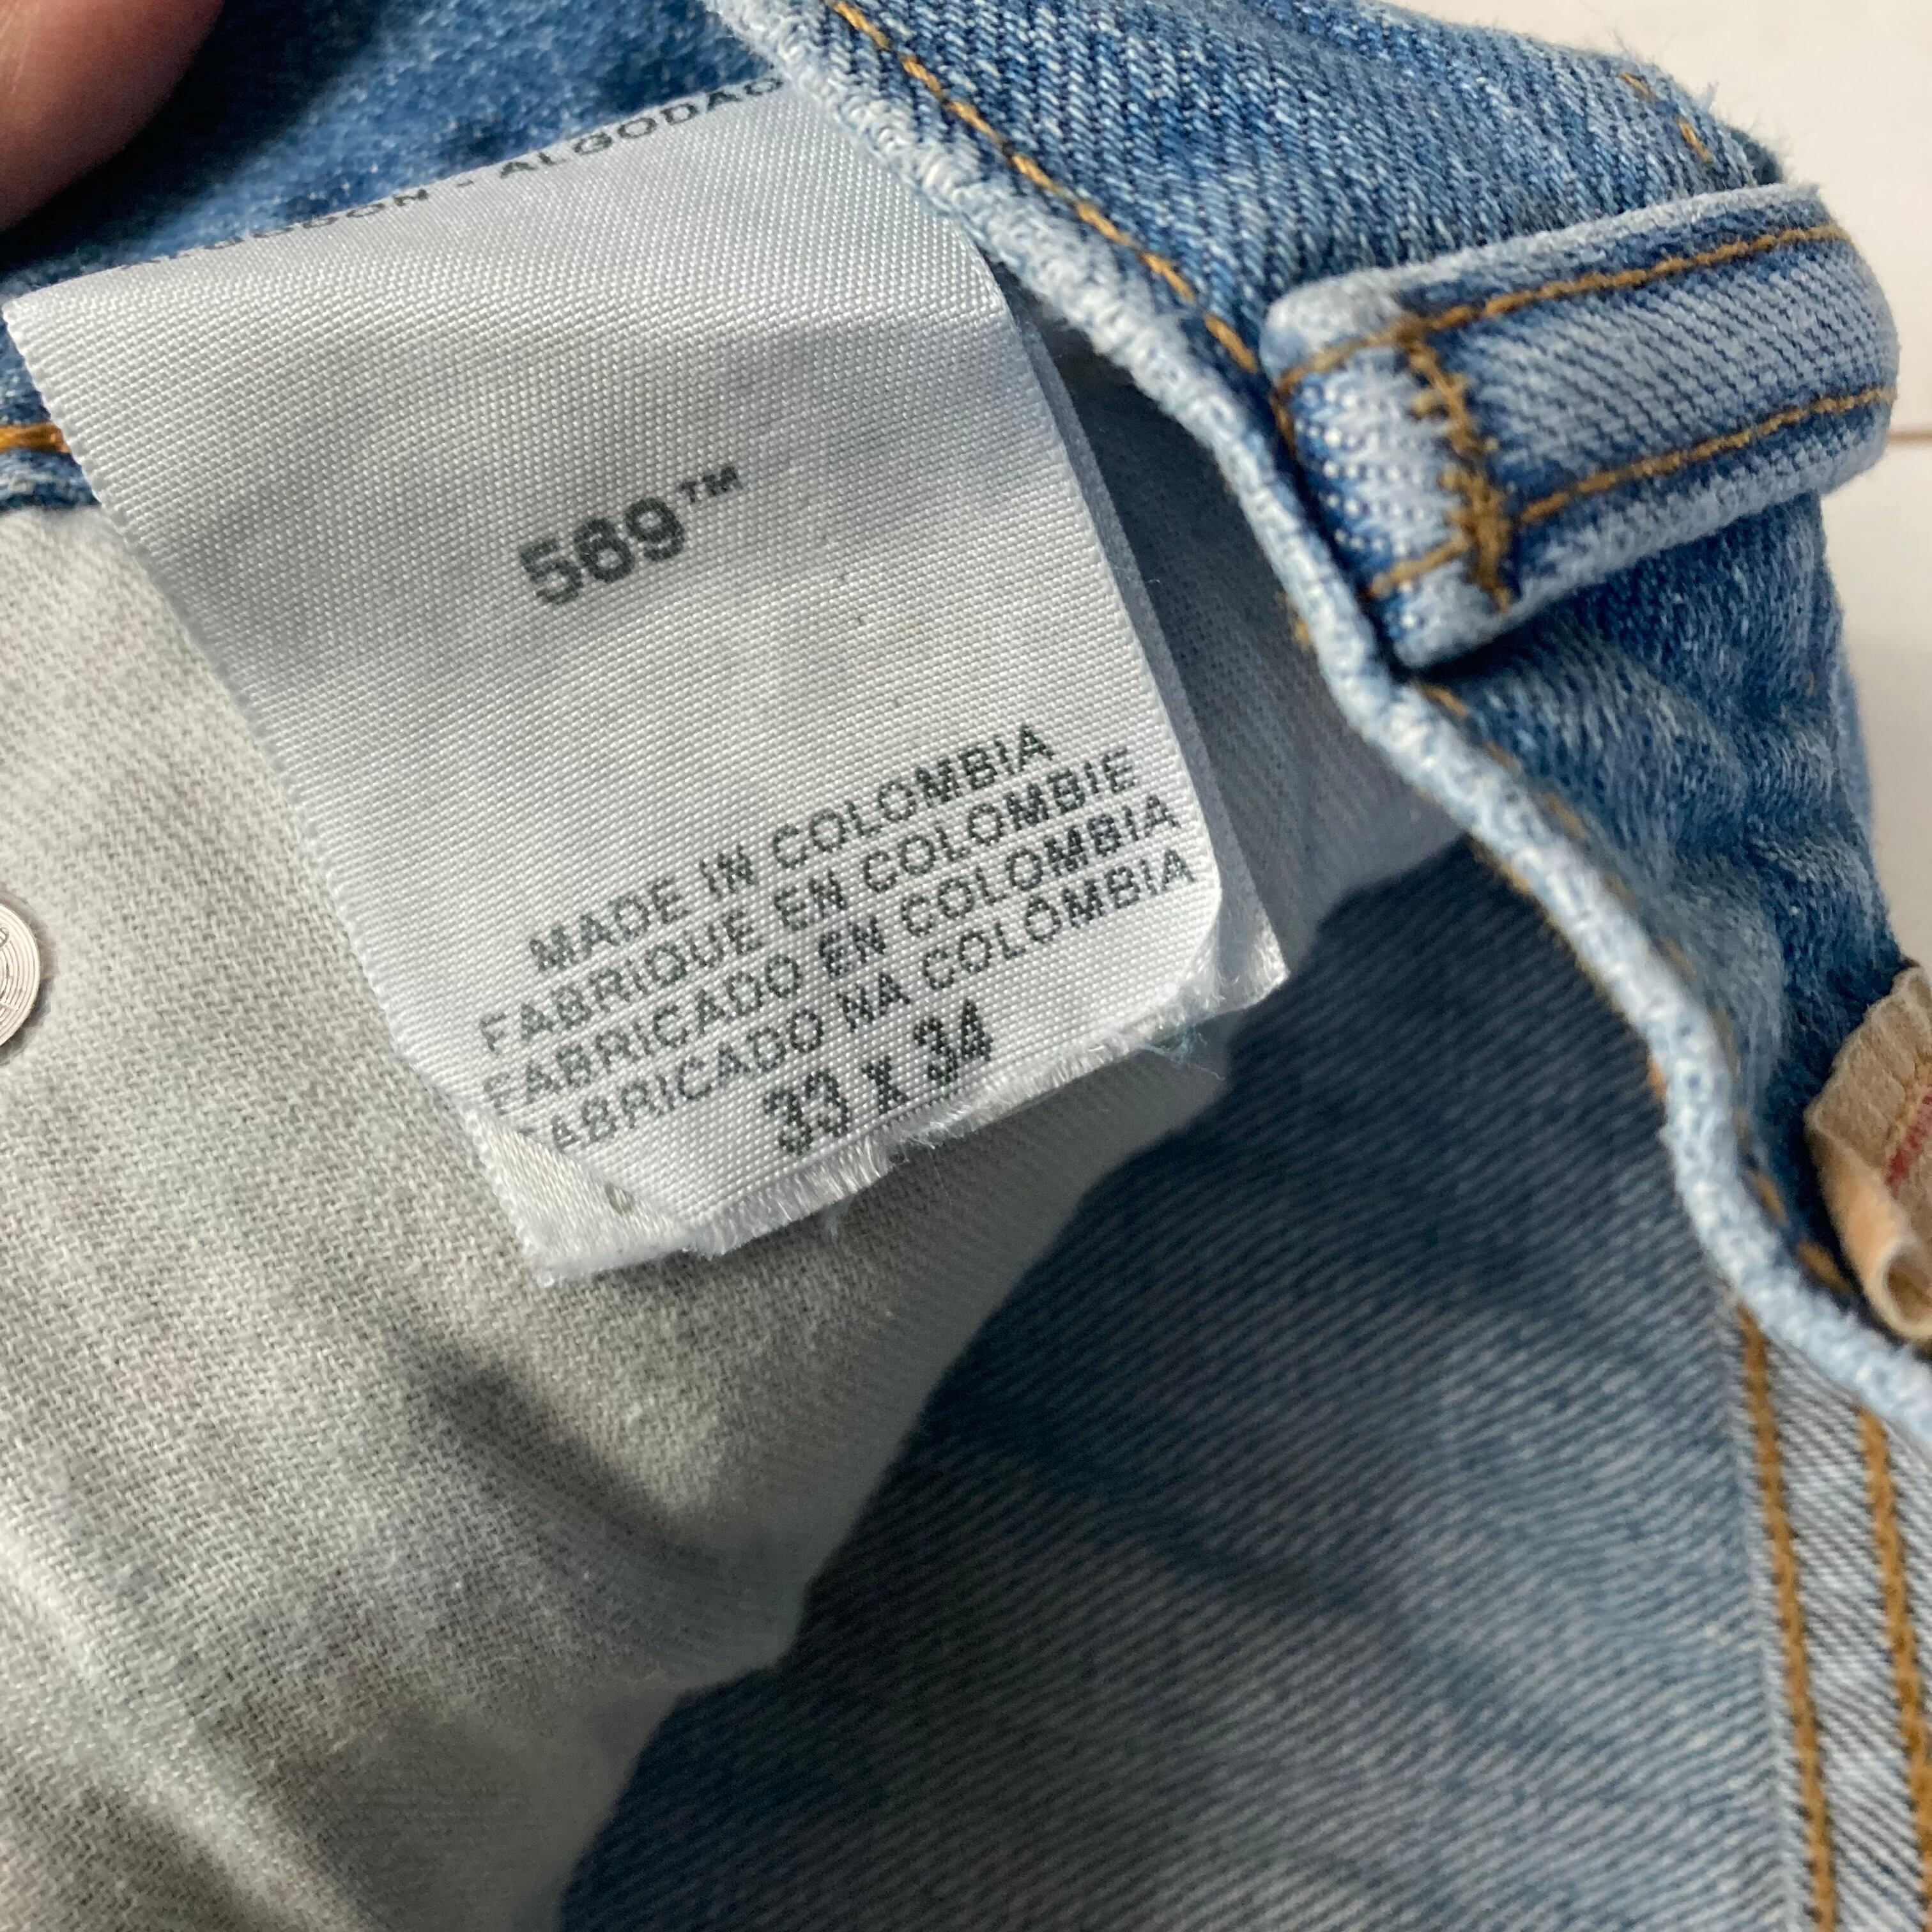 - ALGODAO
569™
MADE IN COLOMBIA
FABRIQUE EN COLOMBIE
FABRICADO EN COLOMBIA
FABRICADO NA COLÔMBIA
33 x 34